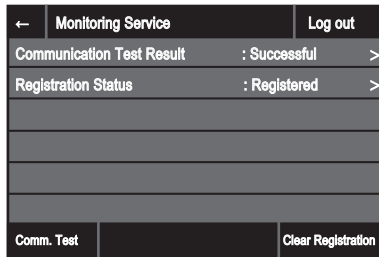 ← Monitoring Service Log out
Communication Test Result : Successful >
Registration Status : Registered >
Comm. Test Clear Registration